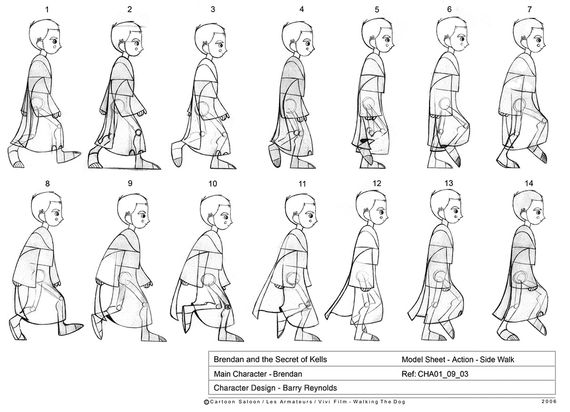 1 2 3 4 5 6 7
8 9 10 11 12 13 14
Brendan and the Secret of Kells Model Sheet - Action - Side Walk
Main Character - Brendan Ref: CHA01_09_03
Character Design - Barry Reynolds
©Cartoon Saloon / Les Armateurs / Vivi Film - Walking The Dog 2006